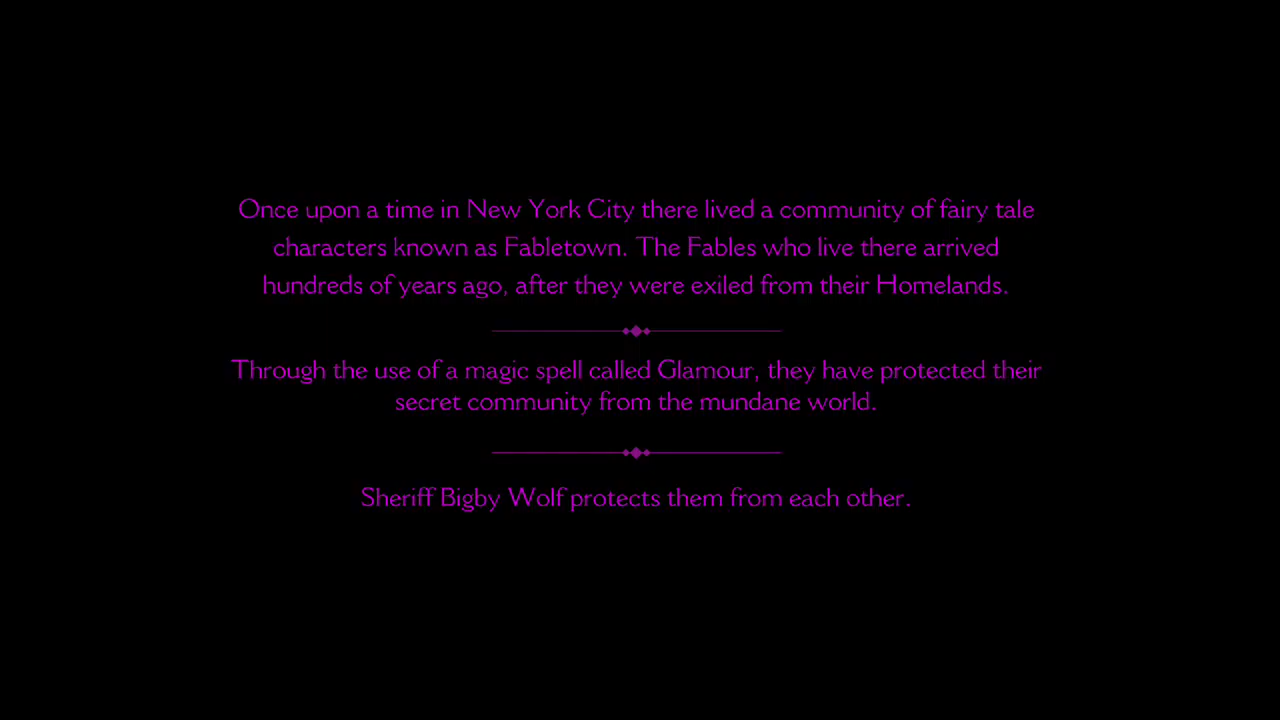 Once upon a time in New York City there lived a community of fairy tale
characters known as Fabletown. The Fables who live there arrived
hundreds of years ago, after they were exiled from their Homelands.
Through the use of a magic spell called Glamour, they have protected their
secret community from the mundane world.
Sheriff Bigby Wolf protects them from each other.